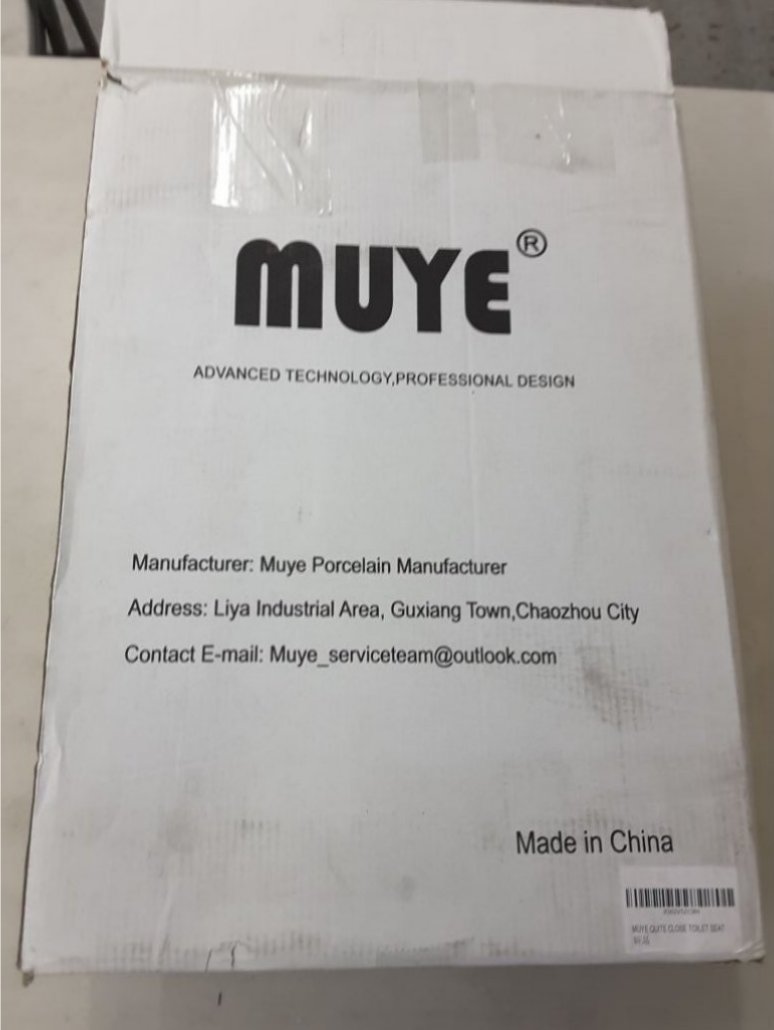 MUYE®
ADVANCED TECHNOLOGY,PROFESSIONAL DESIGN
Manufacturer: Muye Porcelain Manufacturer
Address: Liya Industrial Area, Guxiang Town,Chaozhou City
Contact E-mail: Muye_serviceteam@outlook.com
Made in China
MUYE QUITE CLOSE TOILET SEAT